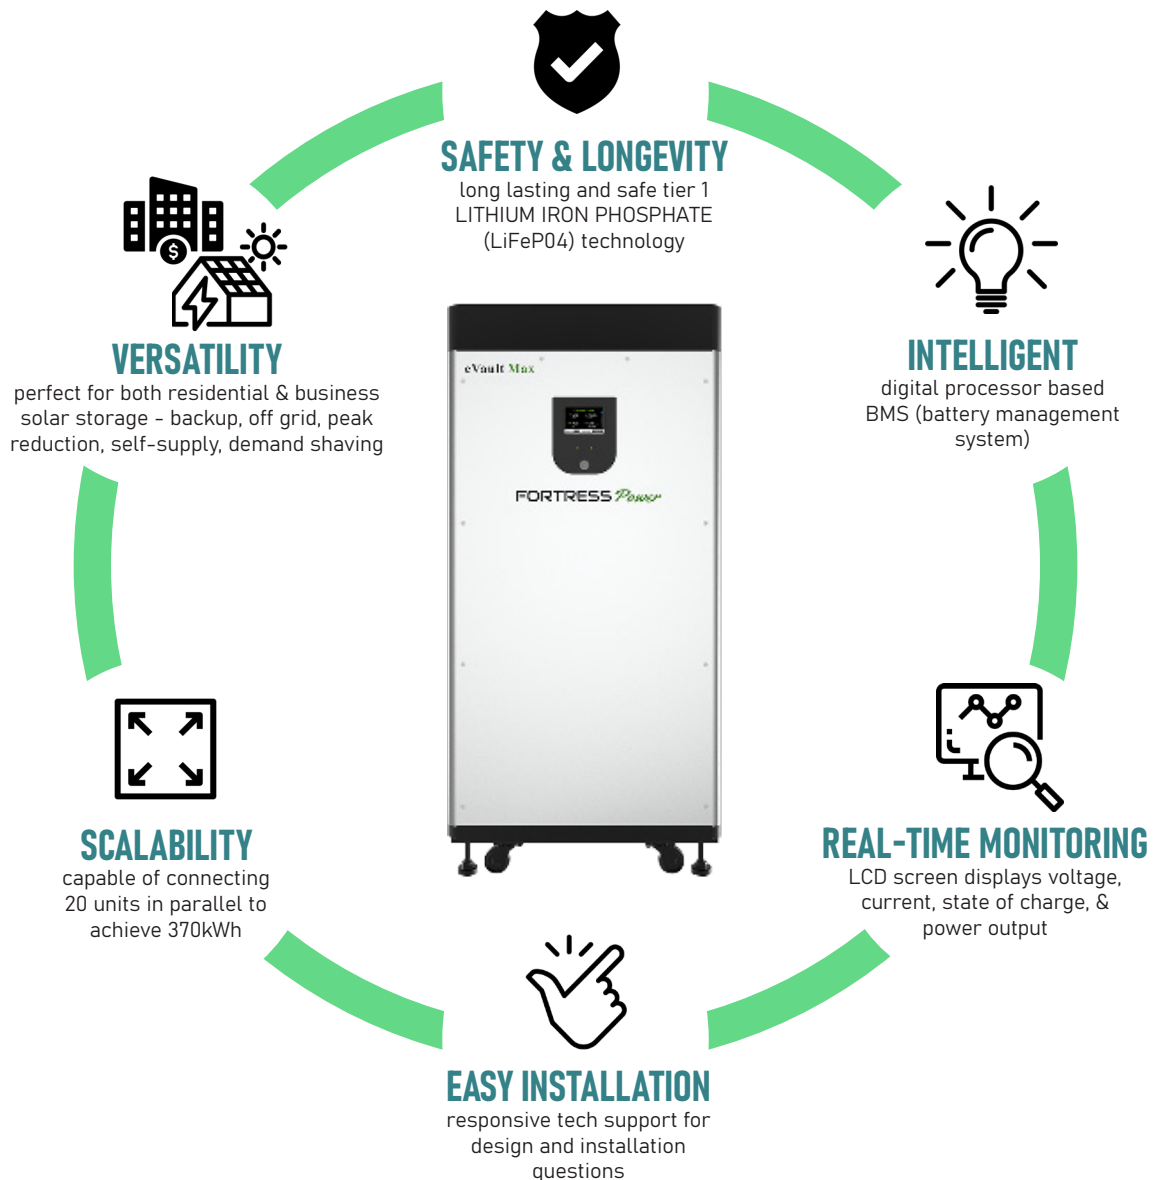 SAFETY & LONGEVITY
long lasting and safe tier 1
LITHIUM IRON PHOSPHATE
(LiFeP04) technology
$
VERSATILITY
perfect for both residential & business
solar storage - backup, off grid, peak
reduction, self-supply, demand shaving
INTELLIGENT
digital processor based
BMS (battery management
system)
eVault Max
FORTRESS Power
SCALABILITY
capable of connecting
20 units in parallel to
achieve 370kWh
REAL-TIME MONITORING
LCD screen displays voltage,
current, state of charge, &
power output
EASY INSTALLATION
responsive tech support for
design and installation
questions